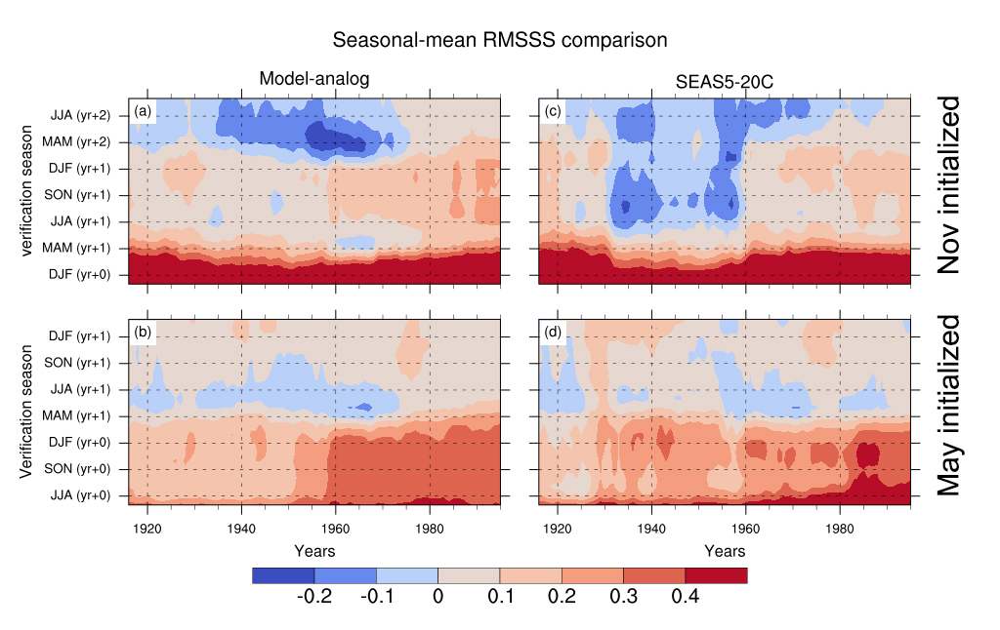 Seasonal-mean RMSSS comparison
Model-analog
SEAS5-20C
(a)
(c)
verification season
JJA (yr+2)
MAM (yr+2)
DJF (yr+1)
SON (yr+1)
JJA (yr+1)
MAM (yr+1)
DJF (yr+0)
Nov initialized
(b)
(d)
Verification season
DJF (yr+1)
SON (yr+1)
JJA (yr+1)
MAM (yr+1)
DJF (yr+0)
SON (yr+0)
JJA (yr+0)
May initialized
1920 1940 1960 1980
1920 1940 1960 1980
Years
Years
-0.2 -0.1 0 0.1 0.2 0.3 0.4